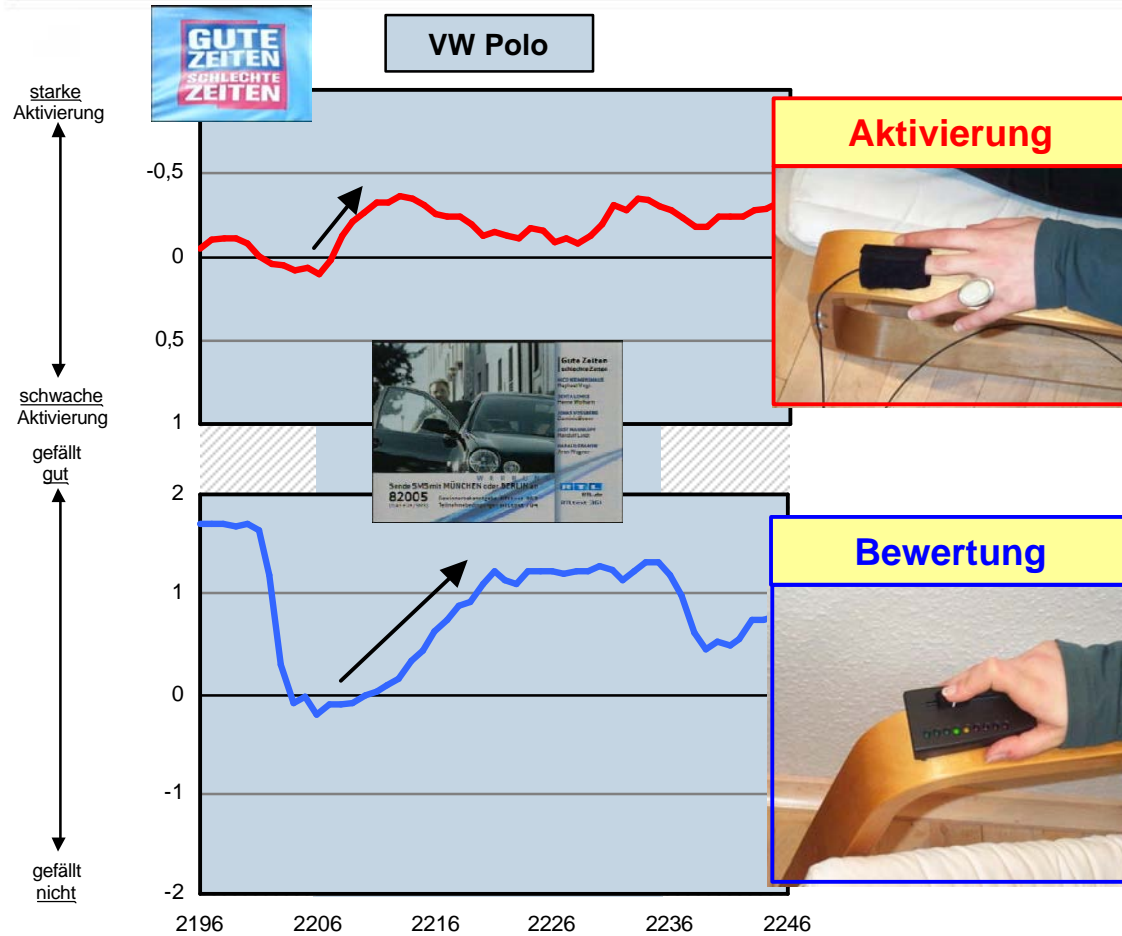 GUTE
ZEITEN
SCHLECHTE
ZEITEN
VW Polo
starke
Aktivierung
schwache
Aktivierung
-0,5
0
0,5
1
Aktivierung
Gute Zeiten
schlechte Zeiten
WERBUNG
Sende SMS mit MÜNCHEN oder BERLIN an
82005
RTL
gefällt
gut
gefällt
nicht
2
1
0
-1
-2
Bewertung
2196
2206
2216
2226
2236
2246